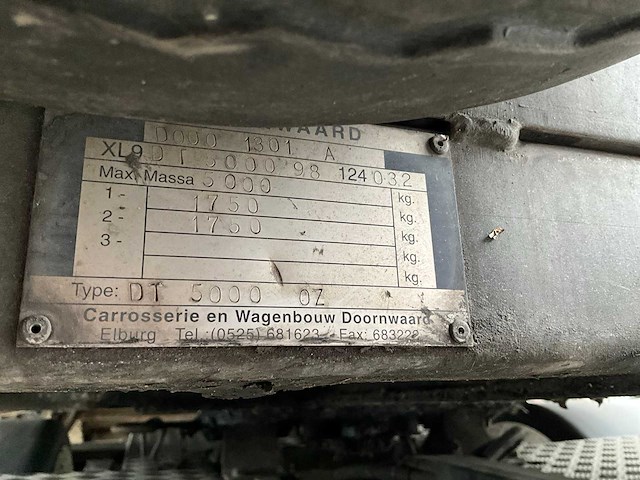 WAARD
D000 1301 A
XL9DT 5000 98 124032
Max. Massa 5000 kg.
1 - 1750 kg.
2 - 1750 kg.
3 - kg.
kg.
Type: DT 5000 OZ
Carrosserie en Wagenbouw Doornwaard
Elburg Tel.:(0525) 681623 - Fax: 683228